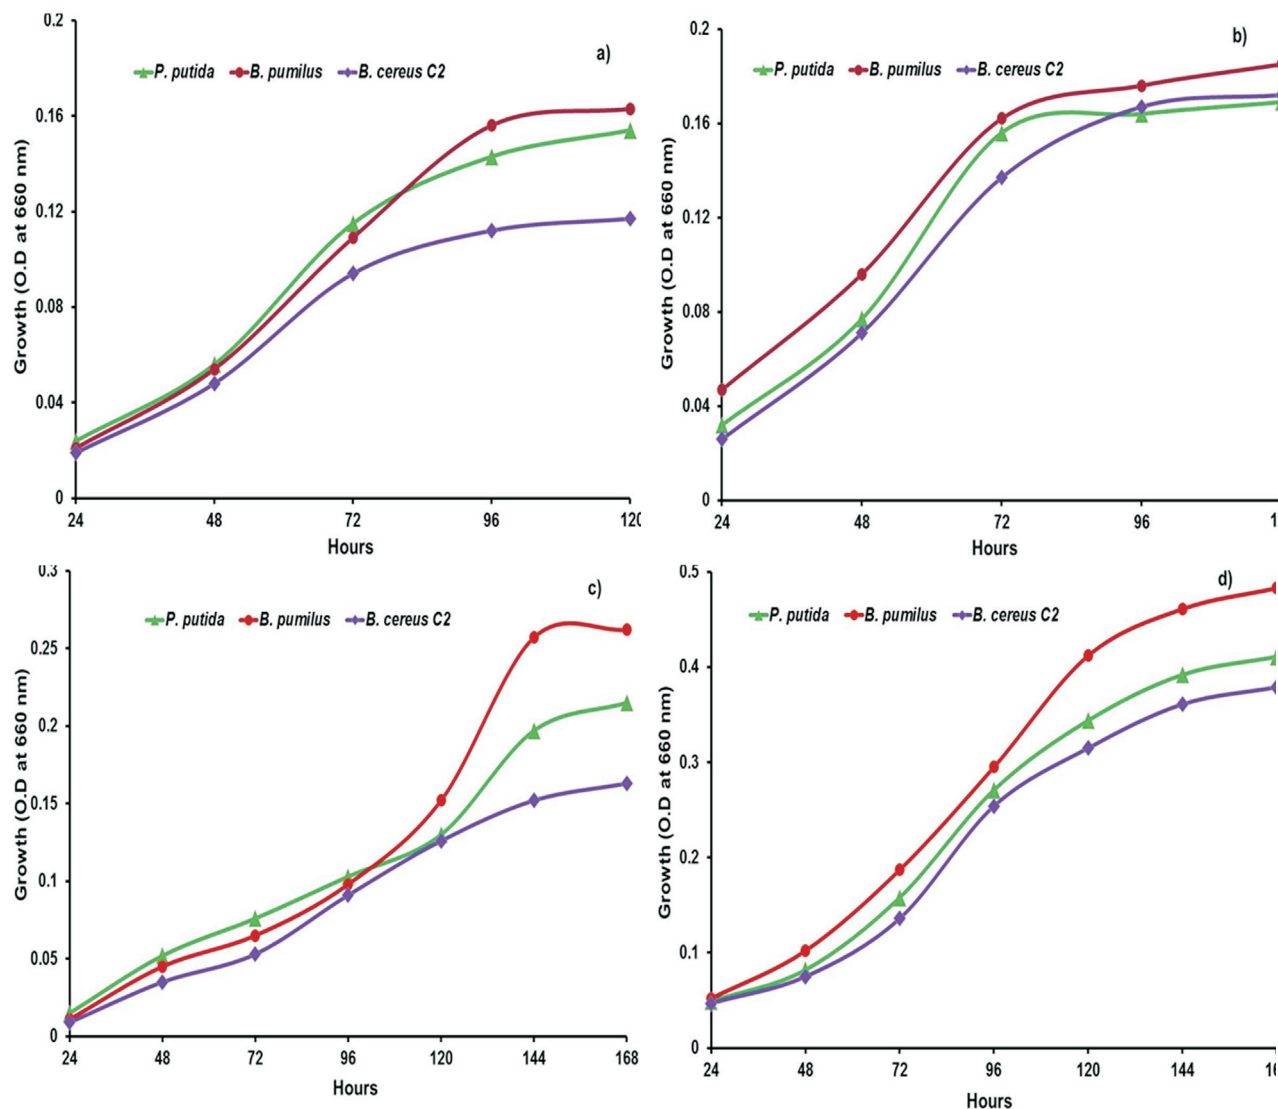 0.2
a)
P. putida B. pumilus B. cereus C2
0.16
0.12
0.08
0.04
0
Growth (O.D at 660 nm)
24 48 72 96 120
Hours
0.2
b)
P. putida B. pumilus B. cereus C2
0.16
0.12
0.08
0.04
0
Growth (O.D at 660 nm)
24 48 72 96 1
Hours
0.3
c)
P. putida B. pumilus B. cereus C2
0.25
0.2
0.15
0.1
0.05
0
Growth (O.D at 660 nm)
24 48 72 96 120 144 168
Hours
0.5
d)
P. putida B. pumilus B. cereus C2
0.4
0.3
0.2
0.1
0
Growth (O.D at 660 nm)
24 48 72 96 120 144 16
Hours